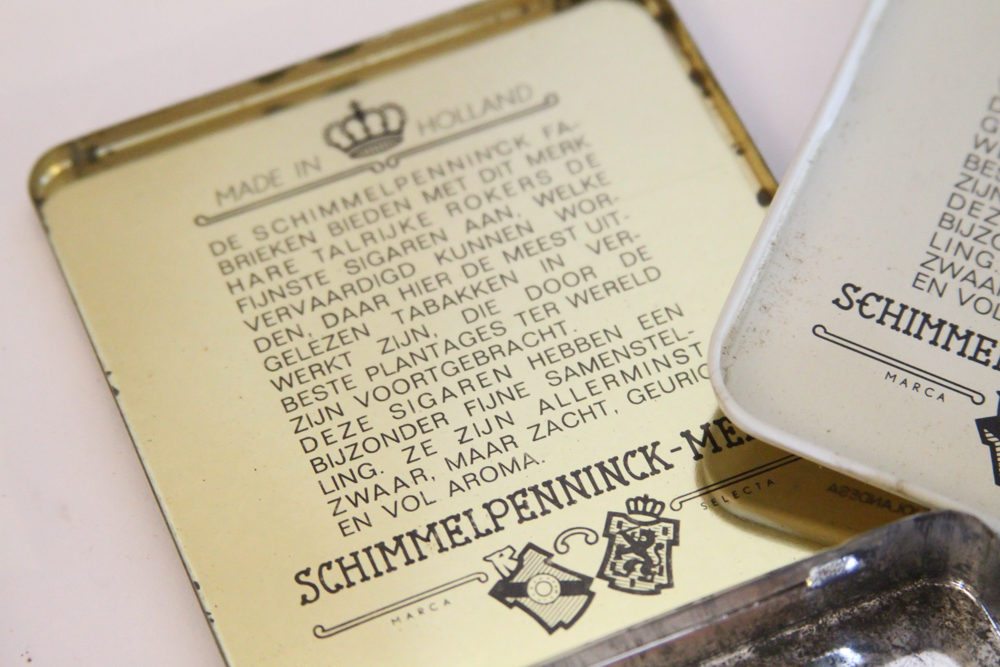 MADE IN HOLLAND
DE SCHIMMELPENNINCK FA-
BRIEKEN BIEDEN MET DIT MERK
HARE TALRIJKE ROKERS DE
FIJNSTE SIGAREN AAN, WELKE
VERVAARDIGD KUNNEN WOR-
DEN, DAAR HIER DE MEEST UIT-
GELEZEN TABAKKEN IN VER-
WERKT ZIJN, DIE DOOR DE
BESTE PLANTAGES TER WERELD
ZIJN VOORTGEBRACHT.
DEZE SIGAREN HEBBEN EEN
BIJZONDER FIJNE SAMENSTEL-
LING. ZE ZIJN ALLERMINST
ZWAAR, MAAR ZACHT, GEURIG
EN VOL AROMA.
SCHIMMELPENNINCK-ME
MARCA SELECTA
BES
ZIJN
DEZ
BIJZO
LING.
ZWAA
EN VOL
SCHIMME
MARCA